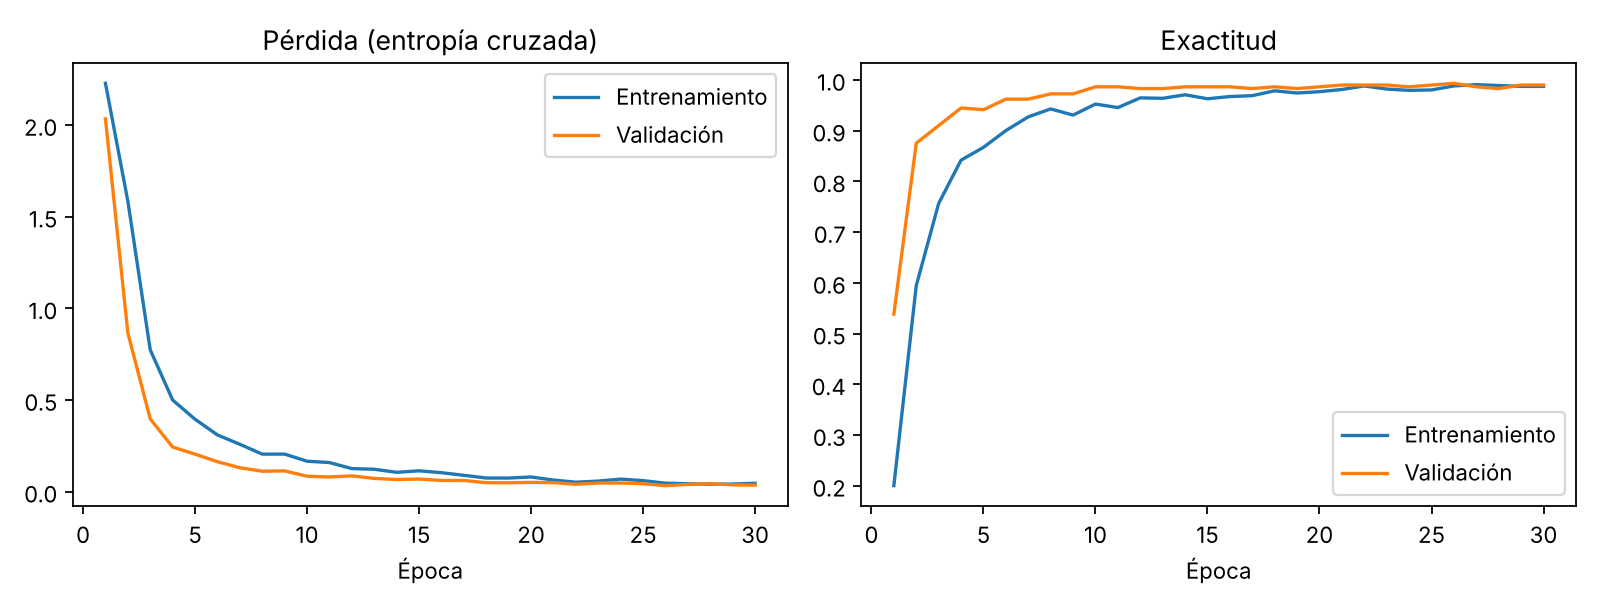 Pérdida (entropía cruzada)
Entrenamiento
Validación
2.0
1.5
1.0
0.5
0.0
0 5 10 15 20 25 30
Época
Exactitud
1.0
0.9
0.8
0.7
0.6
0.5
0.4
0.3
0.2
Entrenamiento
Validación
0 5 10 15 20 25 30
Época